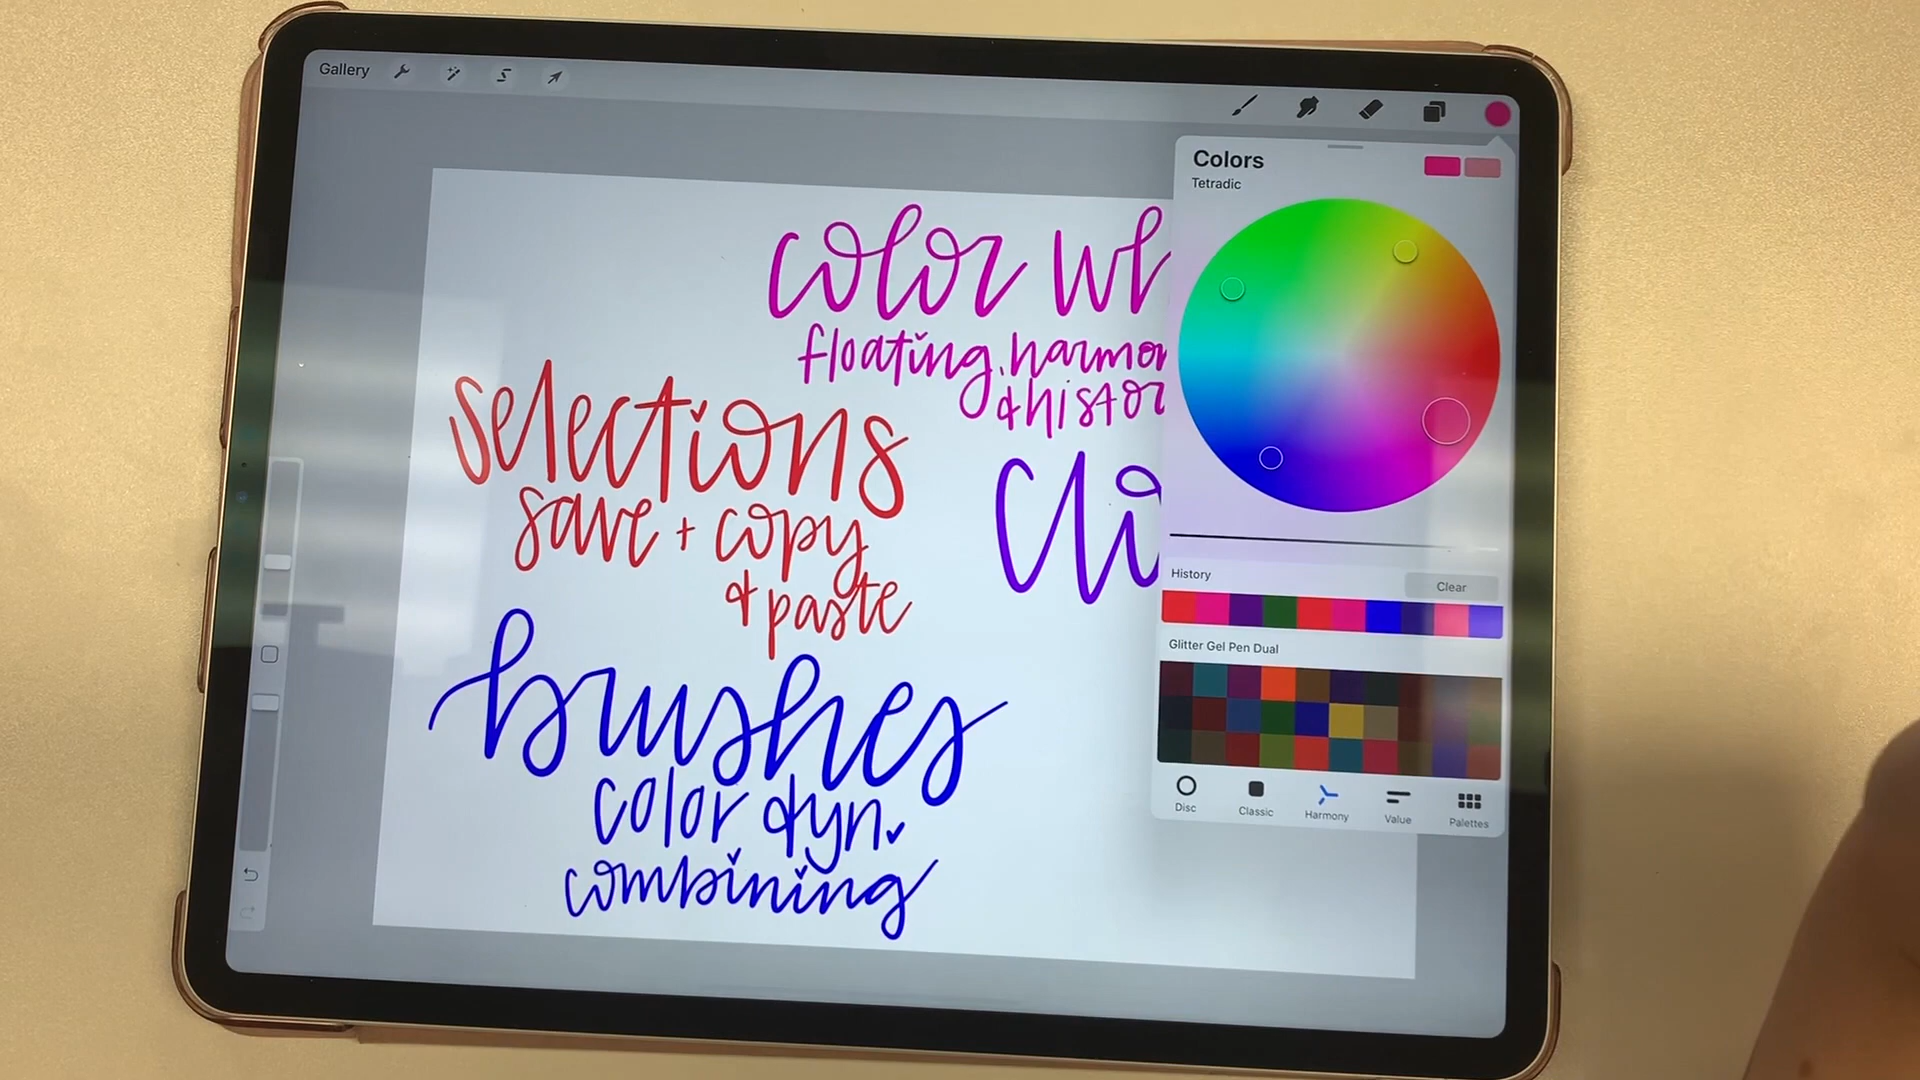 Gallery
Colors
Tetradic
color wh
floating, harmon
& histor
selections
save + copy
& paste
cli
brushes
color dyn.
combining
History
Clear
Glitter Gel Pen Dual
Disc
Classic
Harmony
Value
Palettes